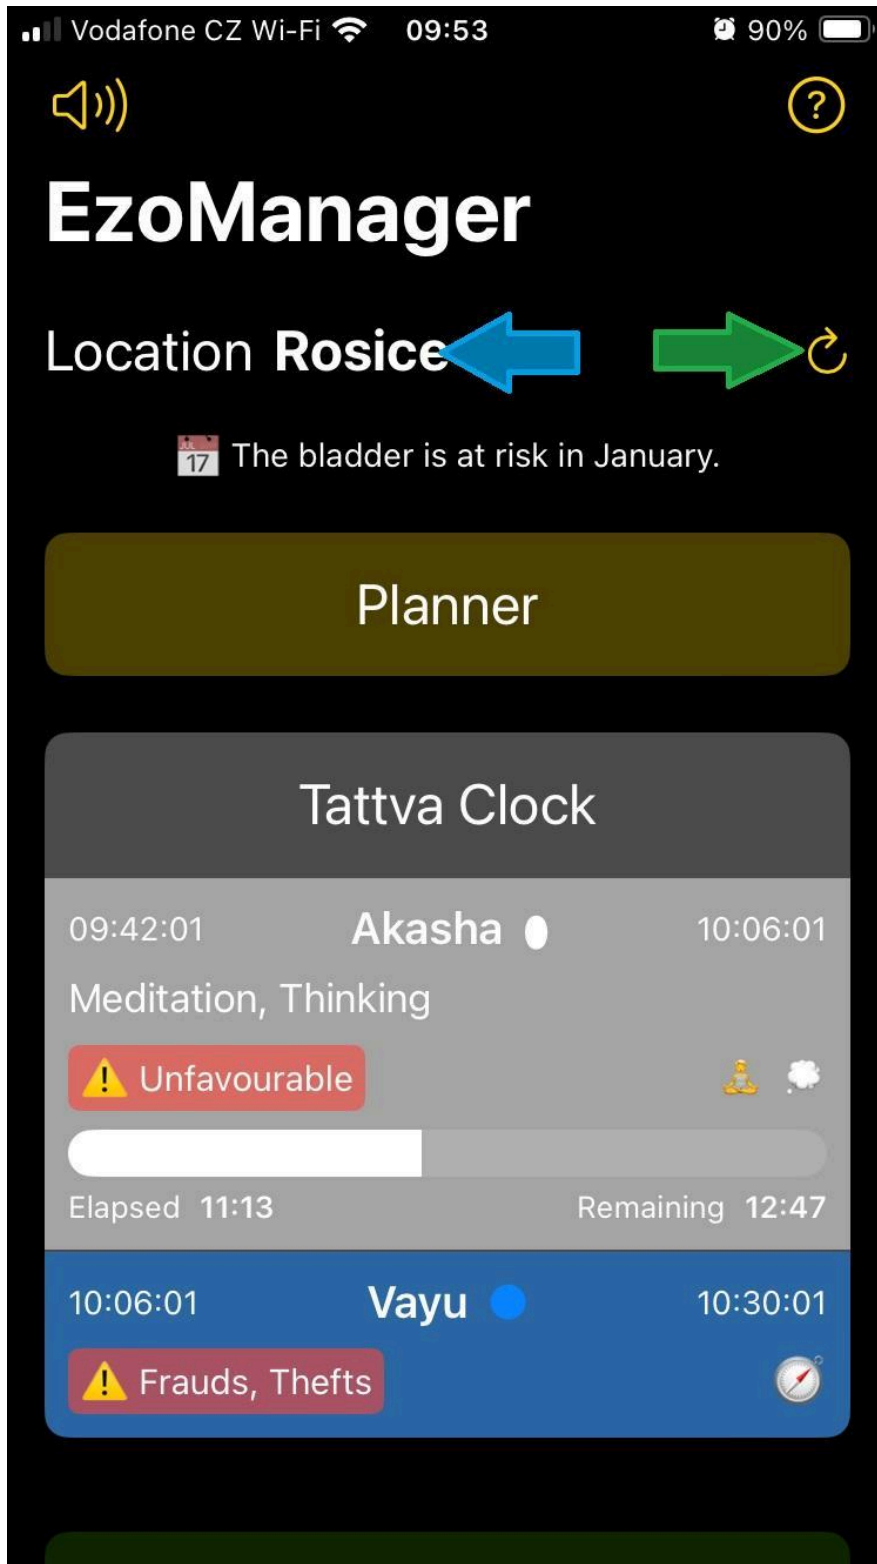 Vodafone CZ Wi-Fi 09:53 90%
?
EzoManager
Location Rosice
JUL 17 The bladder is at risk in January.
Planner
Tattva Clock
09:42:01 Akasha 10:06:01
Meditation, Thinking
Unfavourable
Elapsed 11:13 Remaining 12:47
10:06:01 Vayu 10:30:01
Frauds, Thefts